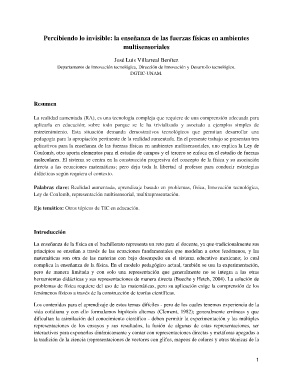 Percibiendo lo invisible: la enseñanza de las fuerzas físicas en ambientes
multisensoriales
José Luis Villarreal Benítez
Departamento de Innovación tecnológica, Dirección de Innovación y Desarrollo tecnológico,
DGTIC-UNAM.
Resumen
La realidad aumentada (RA), es una tecnología compleja que requiere de una comprensión adecuada para
aplicarla en educación, sobre todo porque se le ha trivializado y asociado a ejemplos simples de
entretenimiento. Esta situación demanda demostrativos tecnológicos que permitan desarrollar una
pedagogía para la apropiación pertinente de la realidad aumentada. En el presente trabajo se presentan tres
aplicativos para la enseñanza de las fuerzas físicas en ambientes multisensoriales, uno explica la Ley de
Coulomb, otro aporta elementos para el estudio de campos y el tercero se enfoca en el estudio de fuerzas
moleculares. El sistema se centra en la construcción progresiva del concepto de la física y su asociación
directa a las ecuaciones matemáticas, pero deja toda la libertad al profesor para conducir estrategias
didácticas según requiera el contexto.
Palabras clave: Realidad aumentada, aprendizaje basado en problemas, física, innovación tecnológica,
Ley de Coulomb, representación multisensorial, multirrepresentación.
Eje temático: Otros tópicos de TIC en educación.
Introducción
La enseñanza de la física en el bachillerato representa un reto para el docente, ya que tradicionalmente sus
principios se enseñan a través de las ecuaciones fundamentales que modelan a estos fenómenos, y las
matemáticas son otra de las materias con bajo desempeño en el sistema educativo mexicano, lo cual
complica la enseñanza de la física. En el modelo pedagógico actual, también se usa la experimentación,
pero de manera limitada y con solo una representación que generalmente no se integra a las otras
herramientas didácticas y sus representaciones de manera directa (Buteler y Hatch, 2004). La solución de
problemas de física requiere del uso de las matemáticas, pero su aplicación exige la comprensión de los
fenómenos físicos a través de la construcción de teorías científicas.
Los contenidos para el aprendizaje de estos temas difíciles – pero de los cuales tenemos experiencia de la
vida cotidiana y con ello formulamos hipótesis alternas (Clement, 1982); generalmente erróneas y que
dificultan la asimilación del conocimiento científico - deben permitir la experimentación y las múltiples
representaciones de los ensayos y sus resultados, la fusión de algunas de estas representaciones, ser
interactivos para explorarlos dinámicamente y contar con representaciones directas y metáforas apegadas a
la tradición de la ciencia (representaciones de vectores con glifos, mapeos de colores y otras técnicas de la
1